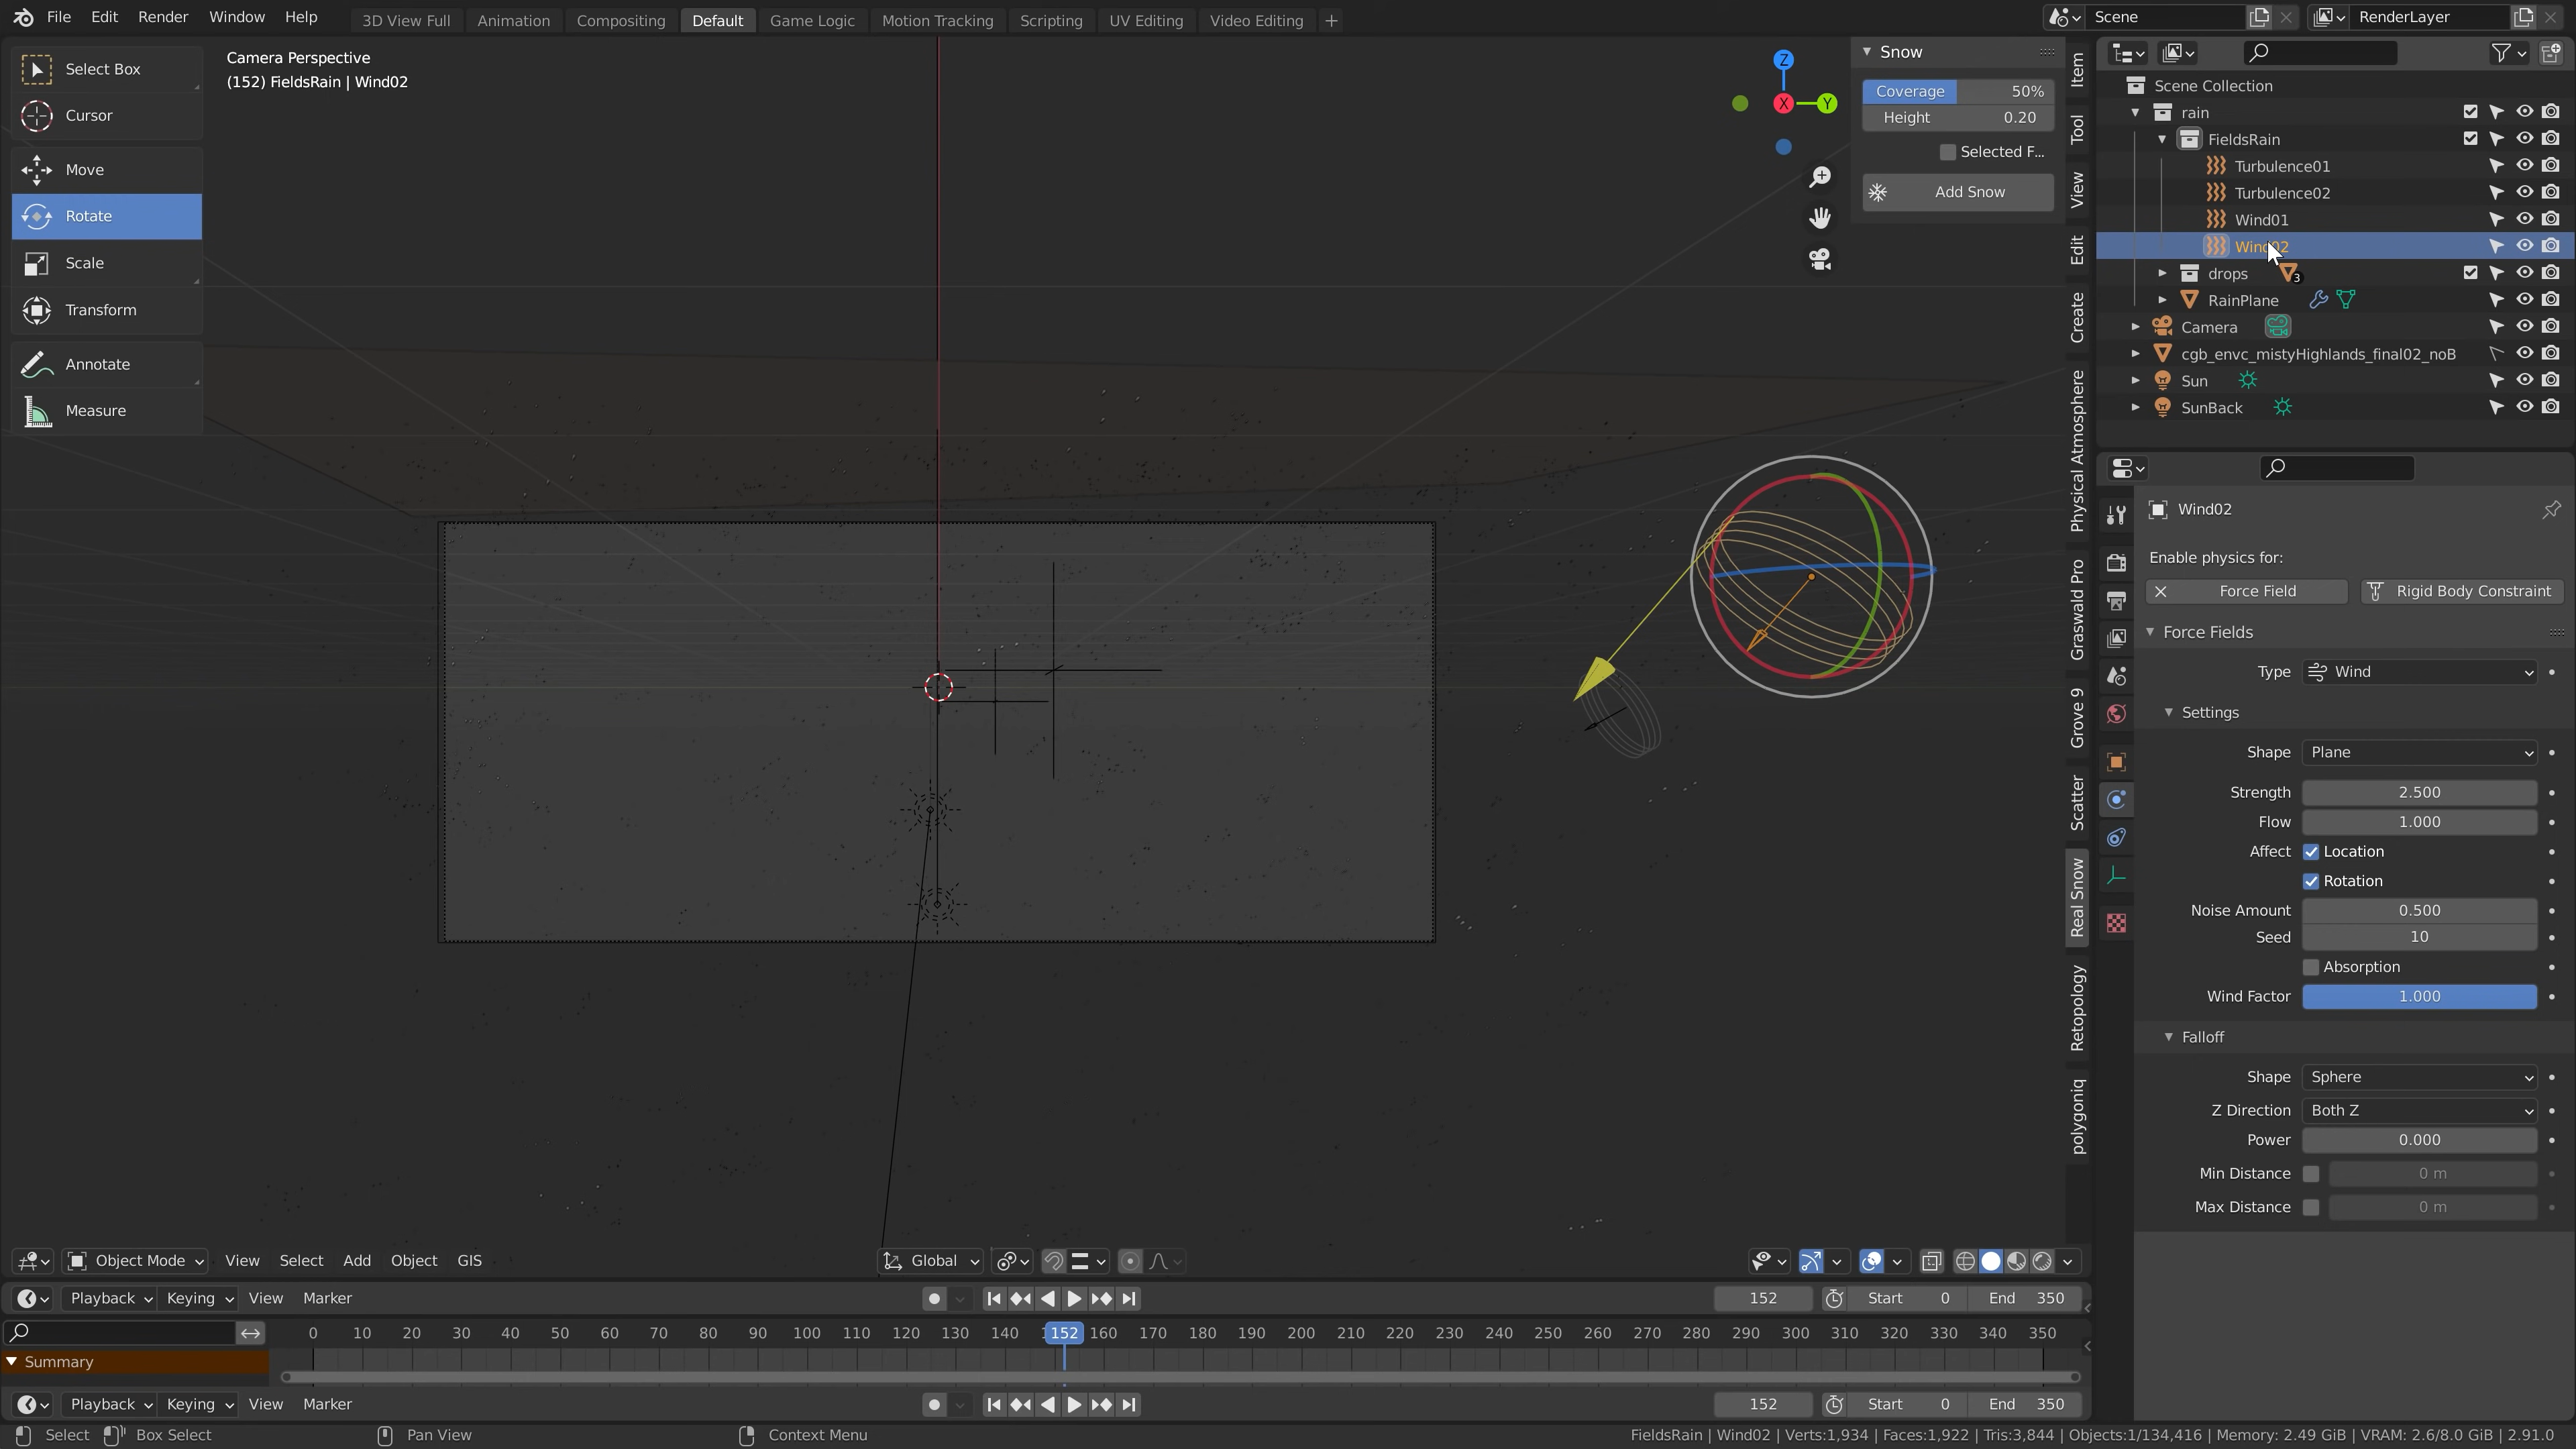 File Edit Render Window Help 3D View Full Animation Compositing Default Game Logic Motion Tracking Scripting UV Editing Video Editing Scene RenderLayer
Select Box
Cursor
Move
Rotate
Scale
Transform
Annotate
Measure
Camera Perspective
(152) FieldsRain | Wind02
Z
X
Y
Snow
Coverage 50%
Height 0.20
Selected F...
Add Snow
Item
Tool
View
Edit
Create
Physical Atmosphere
Graswald Pro
Grove 9
Scatter
Real Snow
Retopology
polygoniq
Scene Collection
rain
FieldsRain
Turbulence01
Turbulence02
Wind01
Wind02
drops 3
RainPlane
Camera
cgb_envc_mistyHighlands_final02_noB
Sun
SunBack
Wind02
Enable physics for:
Force Field Rigid Body Constraint
Force Fields
Type Wind
Settings
Shape Plane
Strength 2.500
Flow 1.000
Affect Location
Rotation
Noise Amount 0.500
Seed 10
Absorption
Wind Factor 1.000
Falloff
Shape Sphere
Z Direction Both Z
Power 0.000
Min Distance 0 m
Max Distance 0 m
Object Mode View Select Add Object GIS Global
Playback Keying View Marker 152 Start 0 End 350
0 10 20 30 40 50 60 70 80 90 100 110 120 130 140 152 160 170 180 190 200 210 220 230 240 250 260 270 280 290 300 310 320 330 340 350
Summary
Playback Keying View Marker 152 Start 0 End 350
Select Box Select Pan View Context Menu FieldsRain | Wind02 | Verts:1,934 | Faces:1,922 | Tris:3,844 | Objects:1/134,416 | Memory: 2.49 GiB | VRAM: 2.6/8.0 GiB | 2.91.0